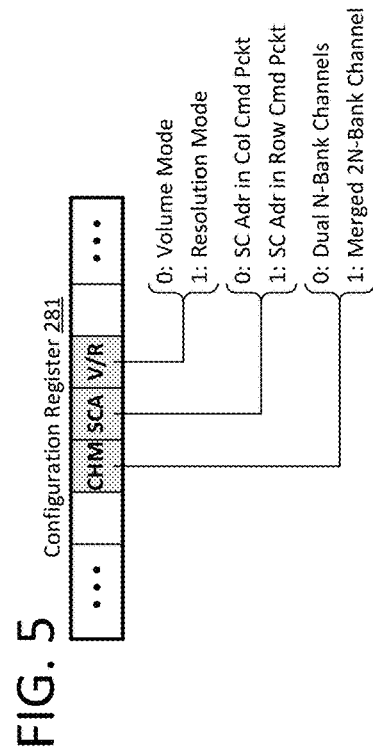 FIG. 5
Configuration Register 281
••• CHM SCA V/R •••
0: Volume Mode
1: Resolution Mode
0: SC Adr in Col Cmd Pckt
1: SC Adr in Row Cmd Pckt
0: Dual N-Bank Channels
1: Merged 2N-Bank Channel